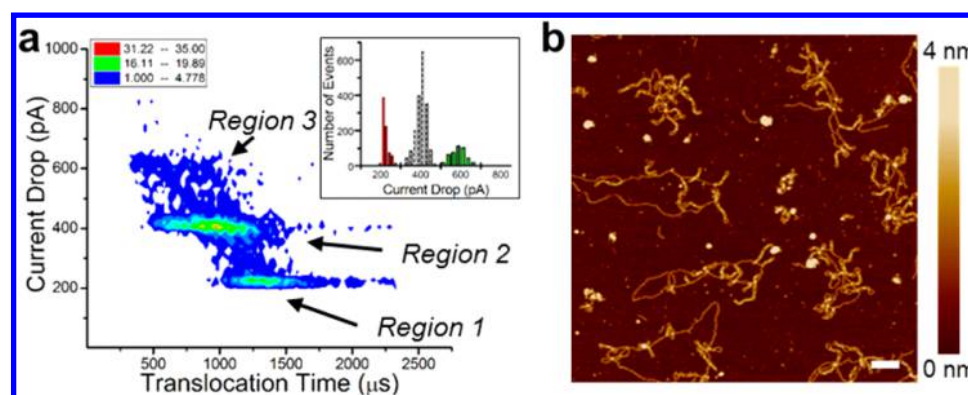 a
1000
800
600
400
200
Current Drop (pA)
31.22 -- 35.00
16.11 -- 19.89
1.000 -- 4.778
Region 3
Region 2
Region 1
500 1000 1500 2000 2500
Translocation Time (μs)
Number of Events
600
400
200
0
200 400 600 800
Current Drop (pA)
b
4 nm
0 nm